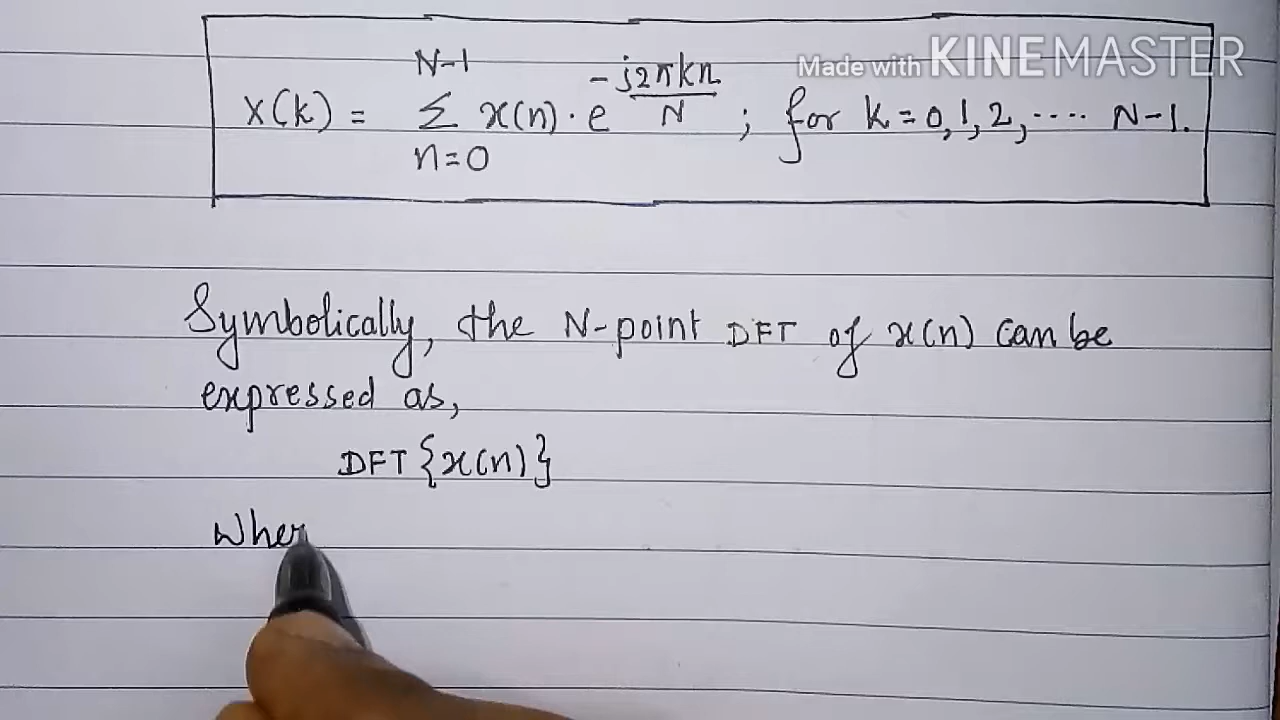 Made with KINEMASTER
X(k) = N-1 Σ n=0 x(n) · e -j2πkn/N ; for k = 0, 1, 2, ···· N-1.
Symbolically, the N-point DFT of x(n) can be
expressed as,
DFT {x(n)}
Wher